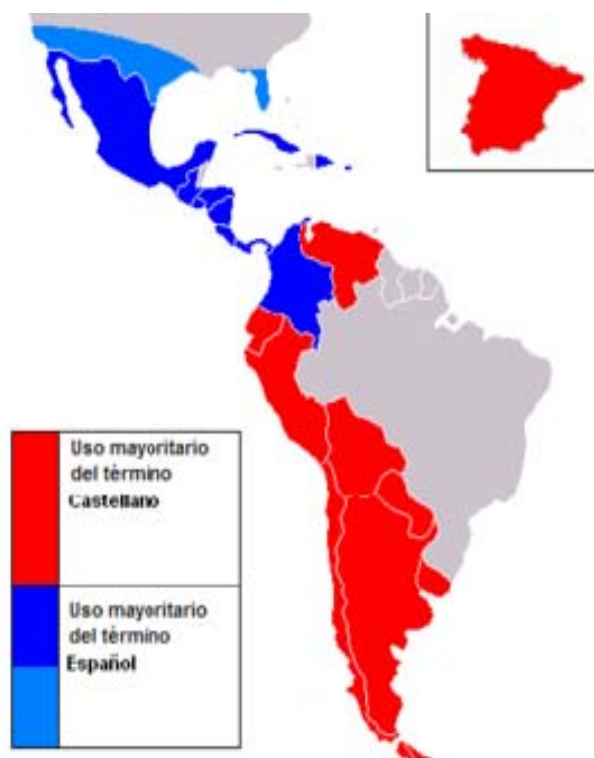 Uso mayoritario
del término
Castellano
Uso mayoritario
del término
Español